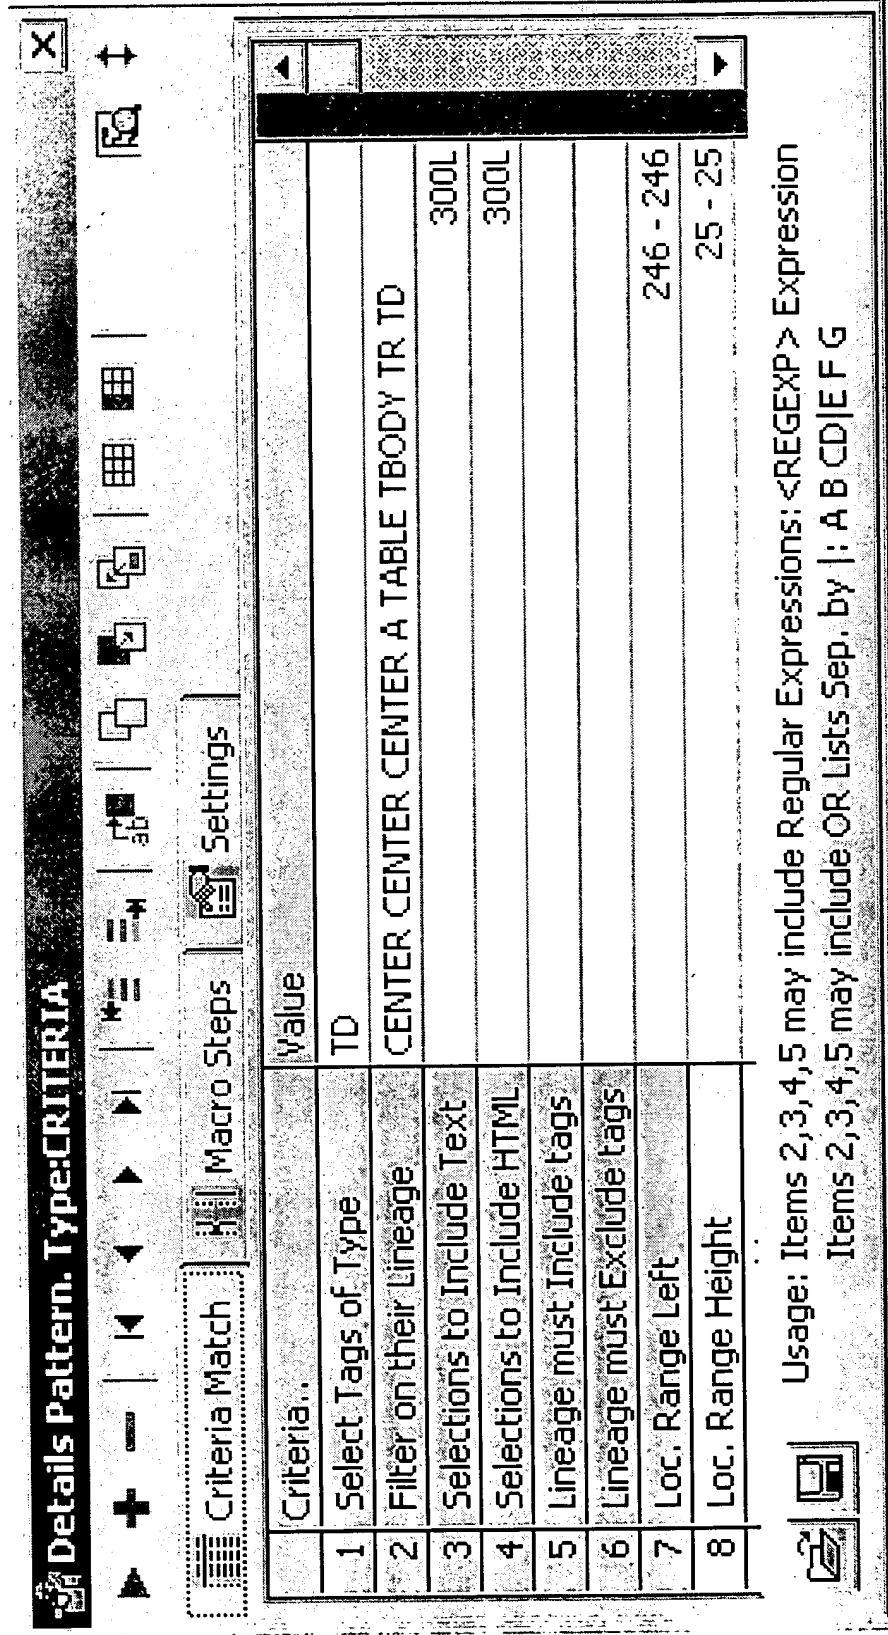 Details Pattern. Type:CRITERIA
ab
Criteria Match Macro Steps Settings
Criteria.. Value
1 Select Tags of Type TD
2 Filter on their Lineage CENTER CENTER CENTER CENTER A TABLE TBODY TR TD
3 Selections to Include Text 300L
4 Selections to Include HTML 300L
5 Lineage must Include tags
6 Lineage must Exclude tags
7 Loc. Range Left 246 - 246
8 Loc. Range Height 25 - 25
Usage: Items 2,3,4,5 may include Regular Expressions: <REGEXP> Expression
Items 2,3,4,5 may include OR Lists Sep. by |: A B CD|E F G